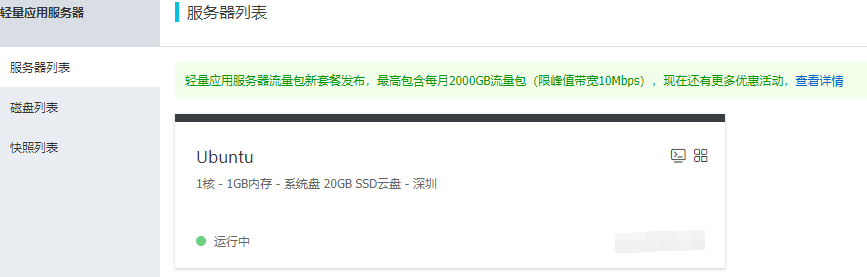 轻量应用服务器
服务器列表
服务器列表
磁盘列表
快照列表
轻量应用服务器流量包新套餐发布，最高包含每月2000GB流量包（限峰值带宽10Mbps），现在还有更多优惠活动，查看详情
Ubuntu
1核 - 1GB内存 - 系统盘 20GB SSD云盘 - 深圳
运行中